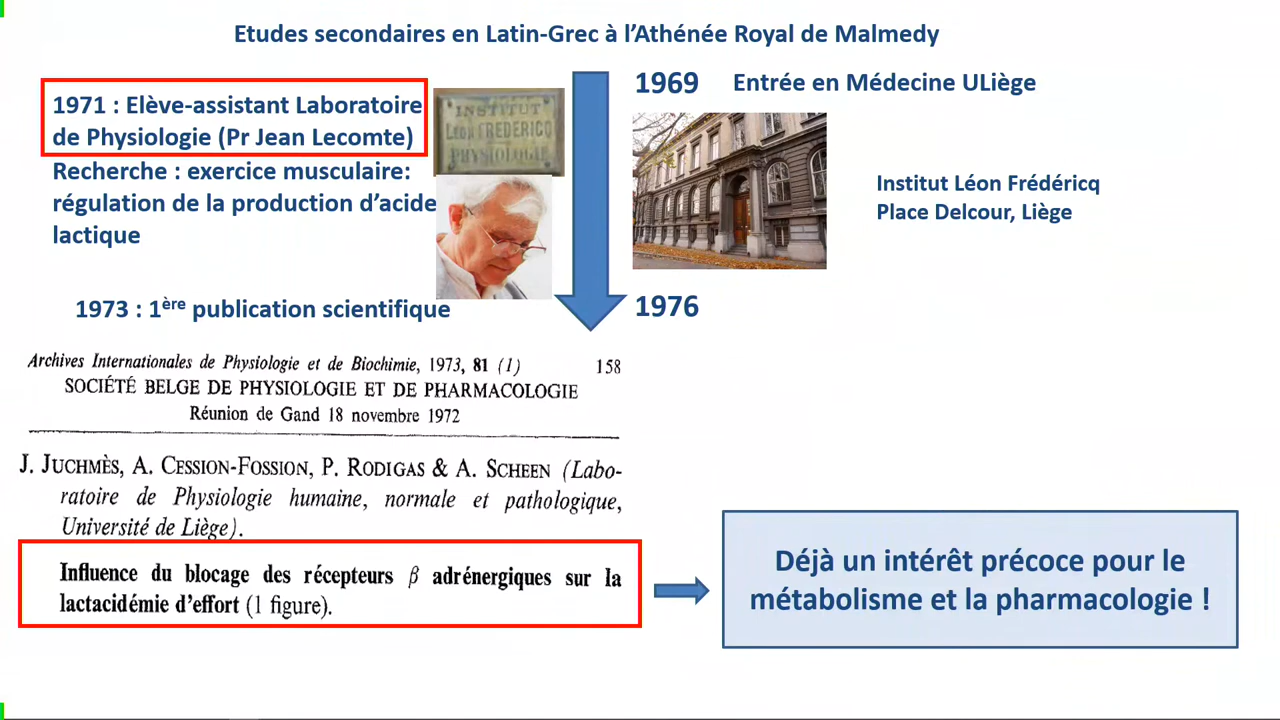 Etudes secondaires en Latin-Grec à l'Athénée Royal de Malmedy
1971 : Elève-assistant Laboratoire
de Physiologie (Pr Jean Lecomte)
Recherche : exercice musculaire:
régulation de la production d'acide
lactique
INSTITUT
LÉON FREDERICQ
PHYSIOLOGIE
1969 Entrée en Médecine ULiège
Institut Léon Frédéricq
Place Delcour, Liège
1973 : 1ère publication scientifique
1976
Archives Internationales de Physiologie et de Biochimie, 1973, 81 (1) 158
SOCIÉTÉ BELGE DE PHYSIOLOGIE ET DE PHARMACOLOGIE
Réunion de Gand 18 novembre 1972
J. JUCHMÈS, A. CESSION-FOSSION, P. RODIGAS & A. SCHEEN (Labo-
ratoire de Physiologie humaine, normale et pathologique,
Université de Liège).
Influence du blocage des récepteurs β adrénergiques sur la
lactacidémie d'effort (1 figure).
Déjà un intérêt précoce pour le
métabolisme et la pharmacologie !